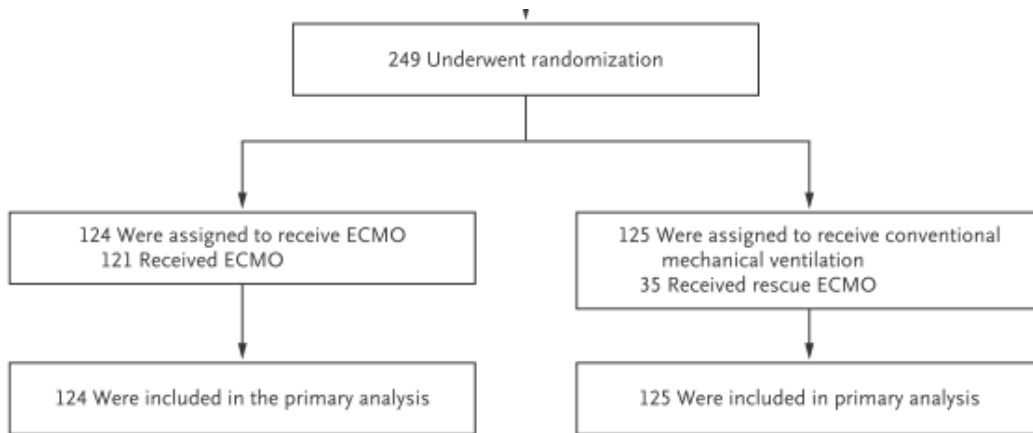 249 Underwent randomization
124 Were assigned to receive ECMO
121 Received ECMO
125 Were assigned to receive conventional
mechanical ventilation
35 Received rescue ECMO
124 Were included in the primary analysis
125 Were included in primary analysis